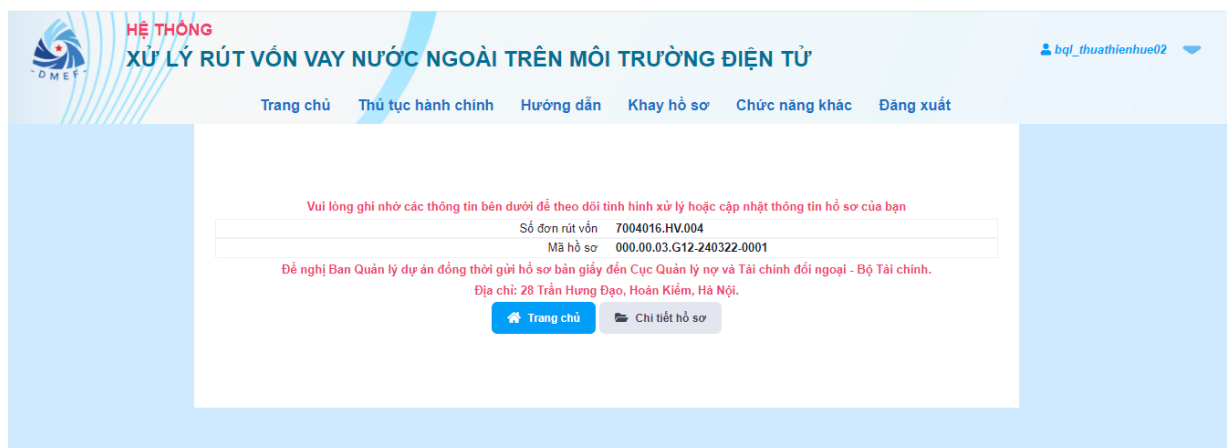 HỆ THỐNG
XỬ LÝ RÚT VỐN VAY NƯỚC NGOÀI TRÊN MÔI TRƯỜNG ĐIỆN TỬ
bql_thuathienhue02
DMEF
Trang chủ Thủ tục hành chính Hướng dẫn Khay hồ sơ Chức năng khác Đăng xuất
Vui lòng ghi nhớ các thông tin bên dưới để theo dõi tình hình xử lý hoặc cập nhật thông tin hồ sơ của bạn
Số đơn rút vốn 7004016.HV.004
Mã hồ sơ 000.00.03.G12-240322-0001
Đề nghị Ban Quản lý dự án đồng thời gửi hồ sơ bản giấy đến Cục Quản lý nợ và Tài chính đối ngoại - Bộ Tài chính.
Địa chỉ: 28 Trần Hưng Đạo, Hoàn Kiếm, Hà Nội.
Trang chủ Chi tiết hồ sơ